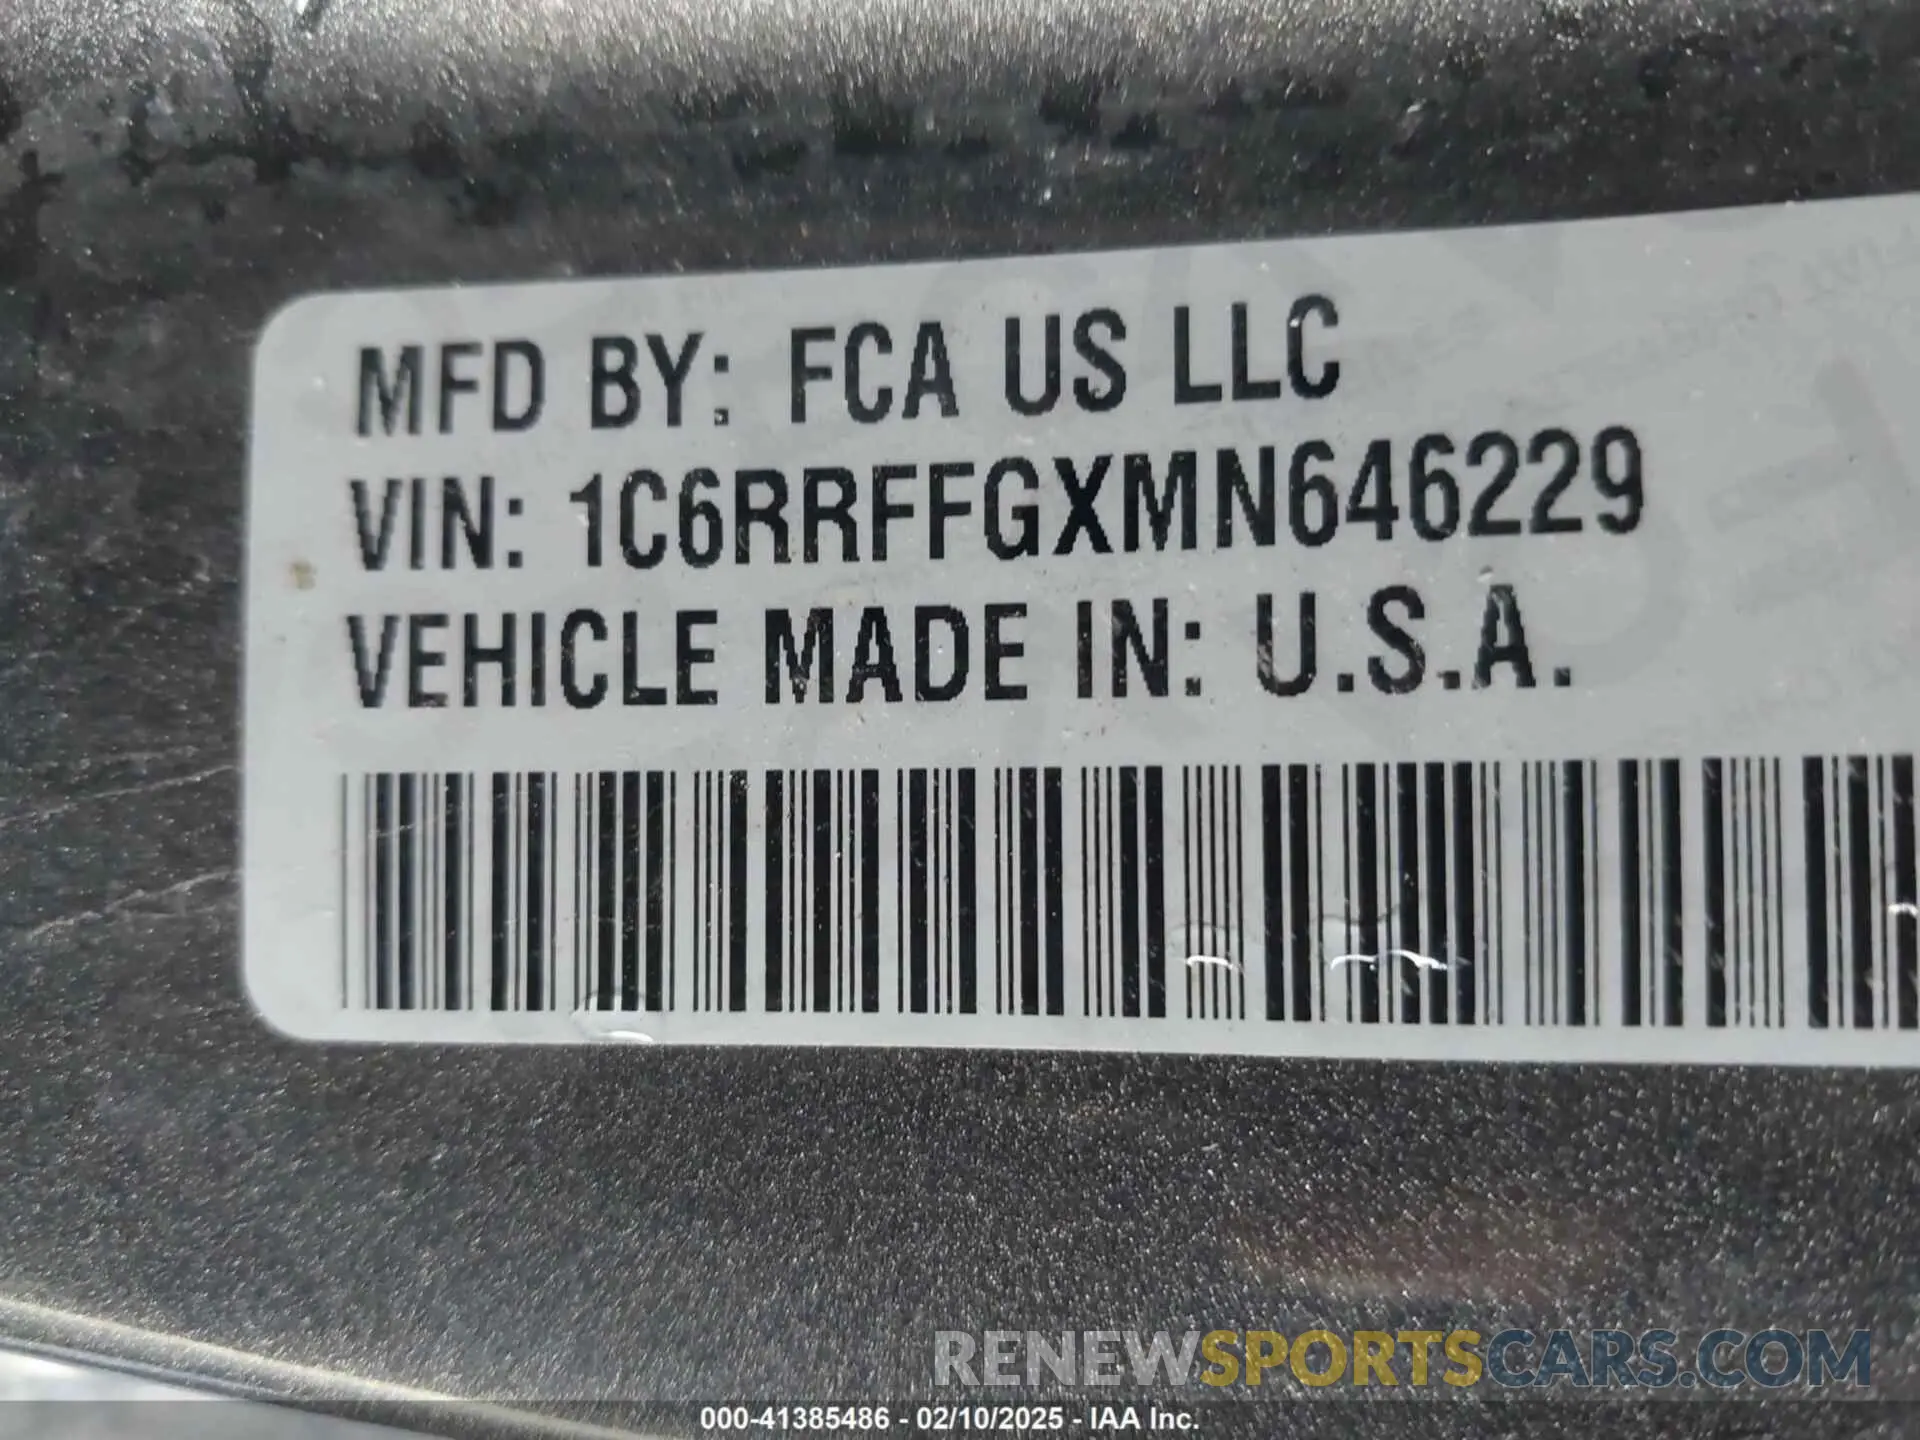 MFD BY: FCA US LLC
VIN: 1C6RRFFGXMN646229
VEHICLE MADE IN: U.S.A.
RENEWSPORTSCARS.COM
000-41385486 - 02/10/2025 - IAA Inc.